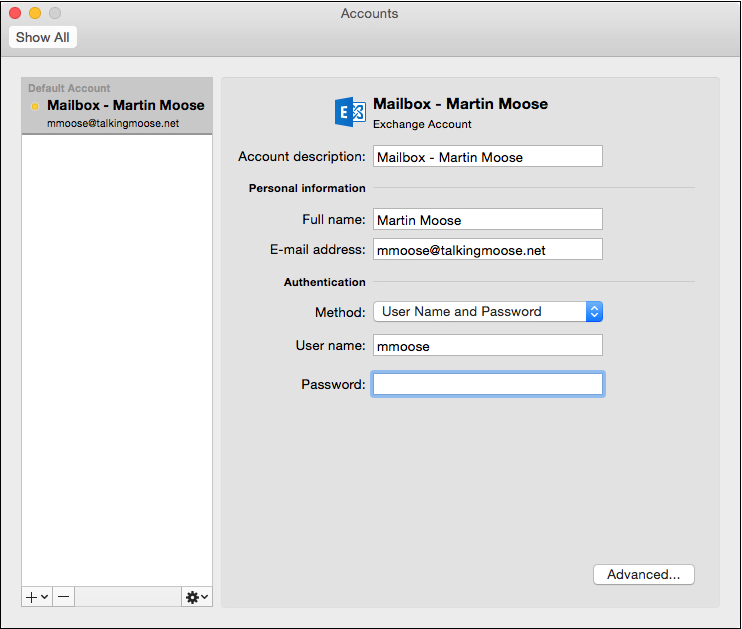 Accounts
Show All
Default Account
Mailbox - Martin Moose
mmoose@talkingmoose.net
E
Mailbox - Martin Moose
Exchange Account
Account description: Mailbox - Martin Moose
Personal information
Full name: Martin Moose
E-mail address: mmoose@talkingmoose.net
Authentication
Method: User Name and Password
User name: mmoose
Password:
Advanced...